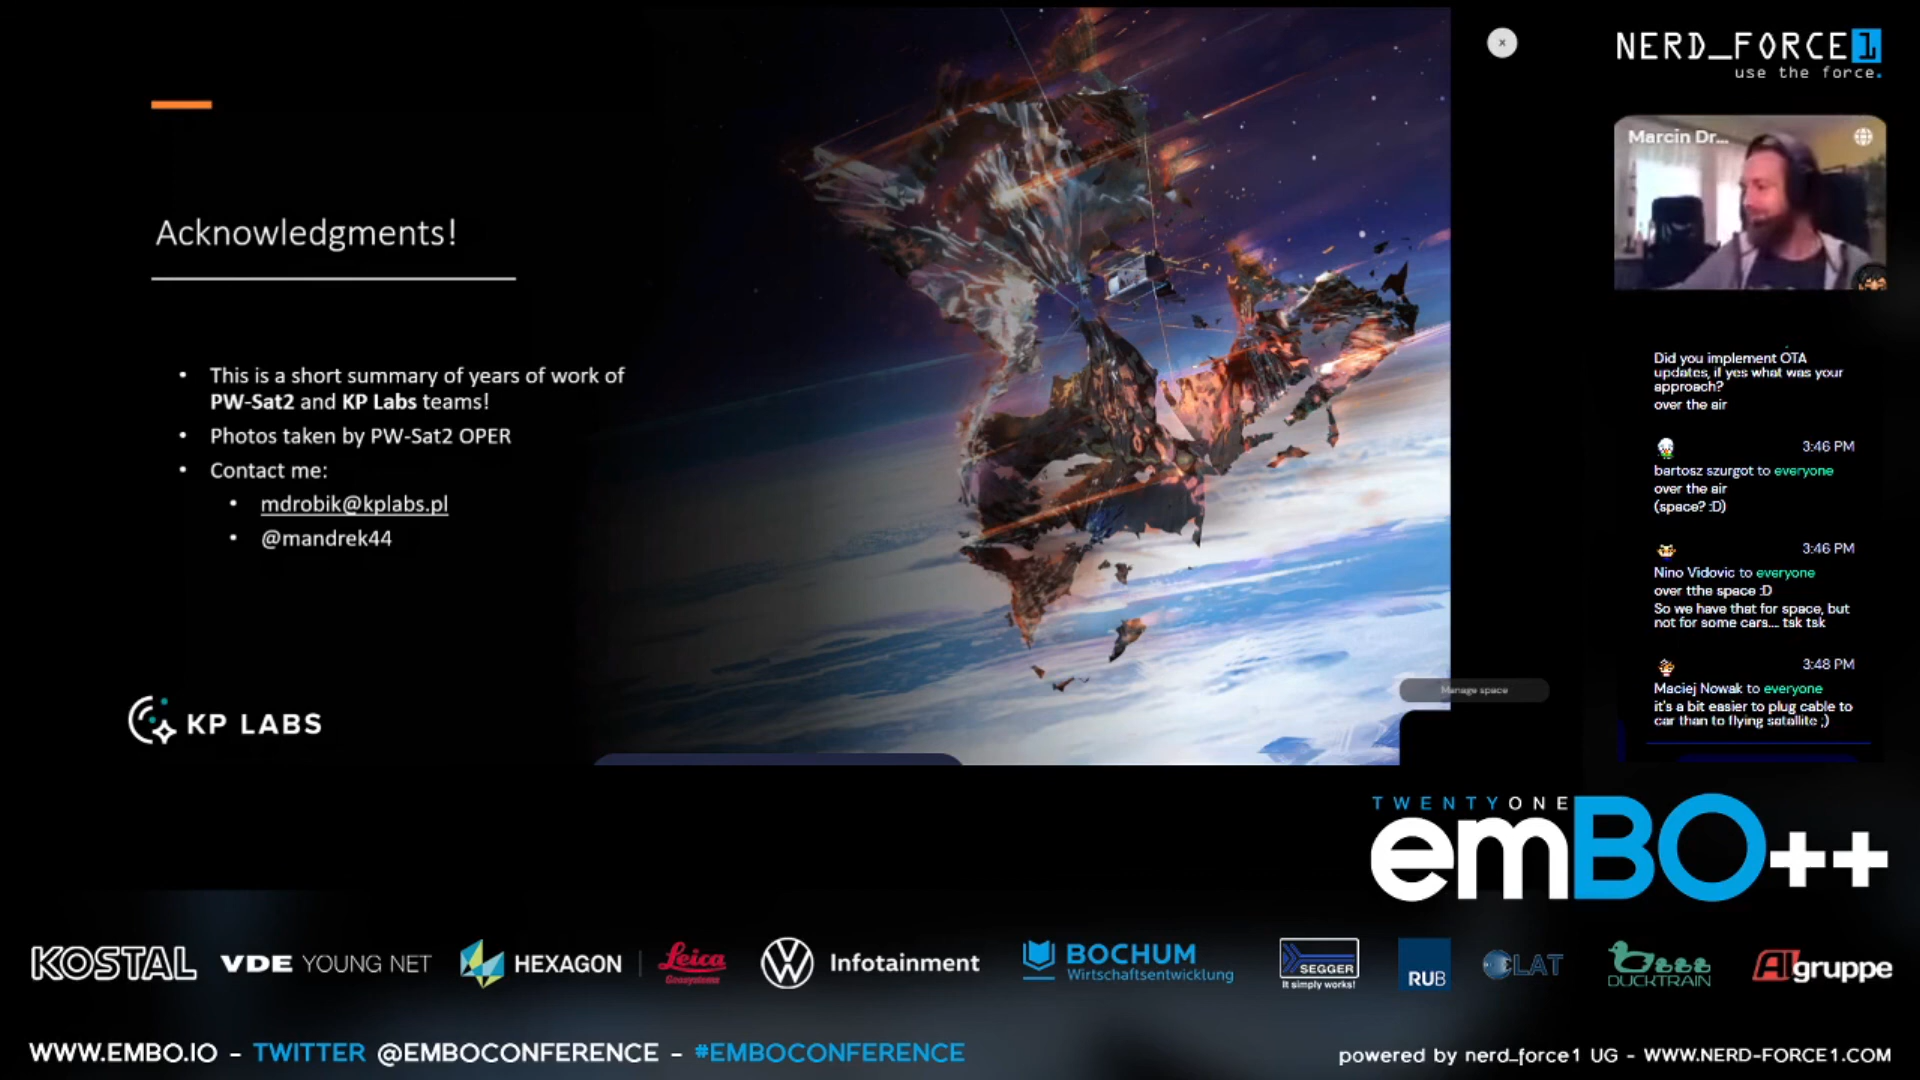 Acknowledgments!
• This is a short summary of years of work of
PW-Sat2 and KP Labs teams!
• Photos taken by PW-Sat2 OPER
• Contact me:
• mdrobik@kplabs.pl
• @mandrek44
KP LABS
×
Manage space
NERD_FORCE1
use the force.
Marcin Dr...
Did you implement OTA
updates, if yes what was your
approach?
over the air
3:46 PM
bartosz szurgot to everyone
over the air
(space? :D)
3:46 PM
Nino Vidovic to everyone
over tthe space :D
So we have that for space, but
not for some cars... tsk tsk
3:48 PM
Maciej Nowak to everyone
it's a bit easier to plug cable to
car than to flying satallite ;)
TWENTYONE
emBO++
KOSTAL
VDE YOUNG NET
HEXAGON
Leica
Geosystems
Infotainment
BOCHUM
Wirtschaftsentwicklung
SEGGER
It simply works!
RUB
LAT
DUCKTRAIN
AI gruppe
WWW.EMBO.IO - TWITTER @EMBOCONFERENCE - #EMBOCONFERENCE
powered by nerd_force1 UG - WWW.NERD-FORCE1.COM